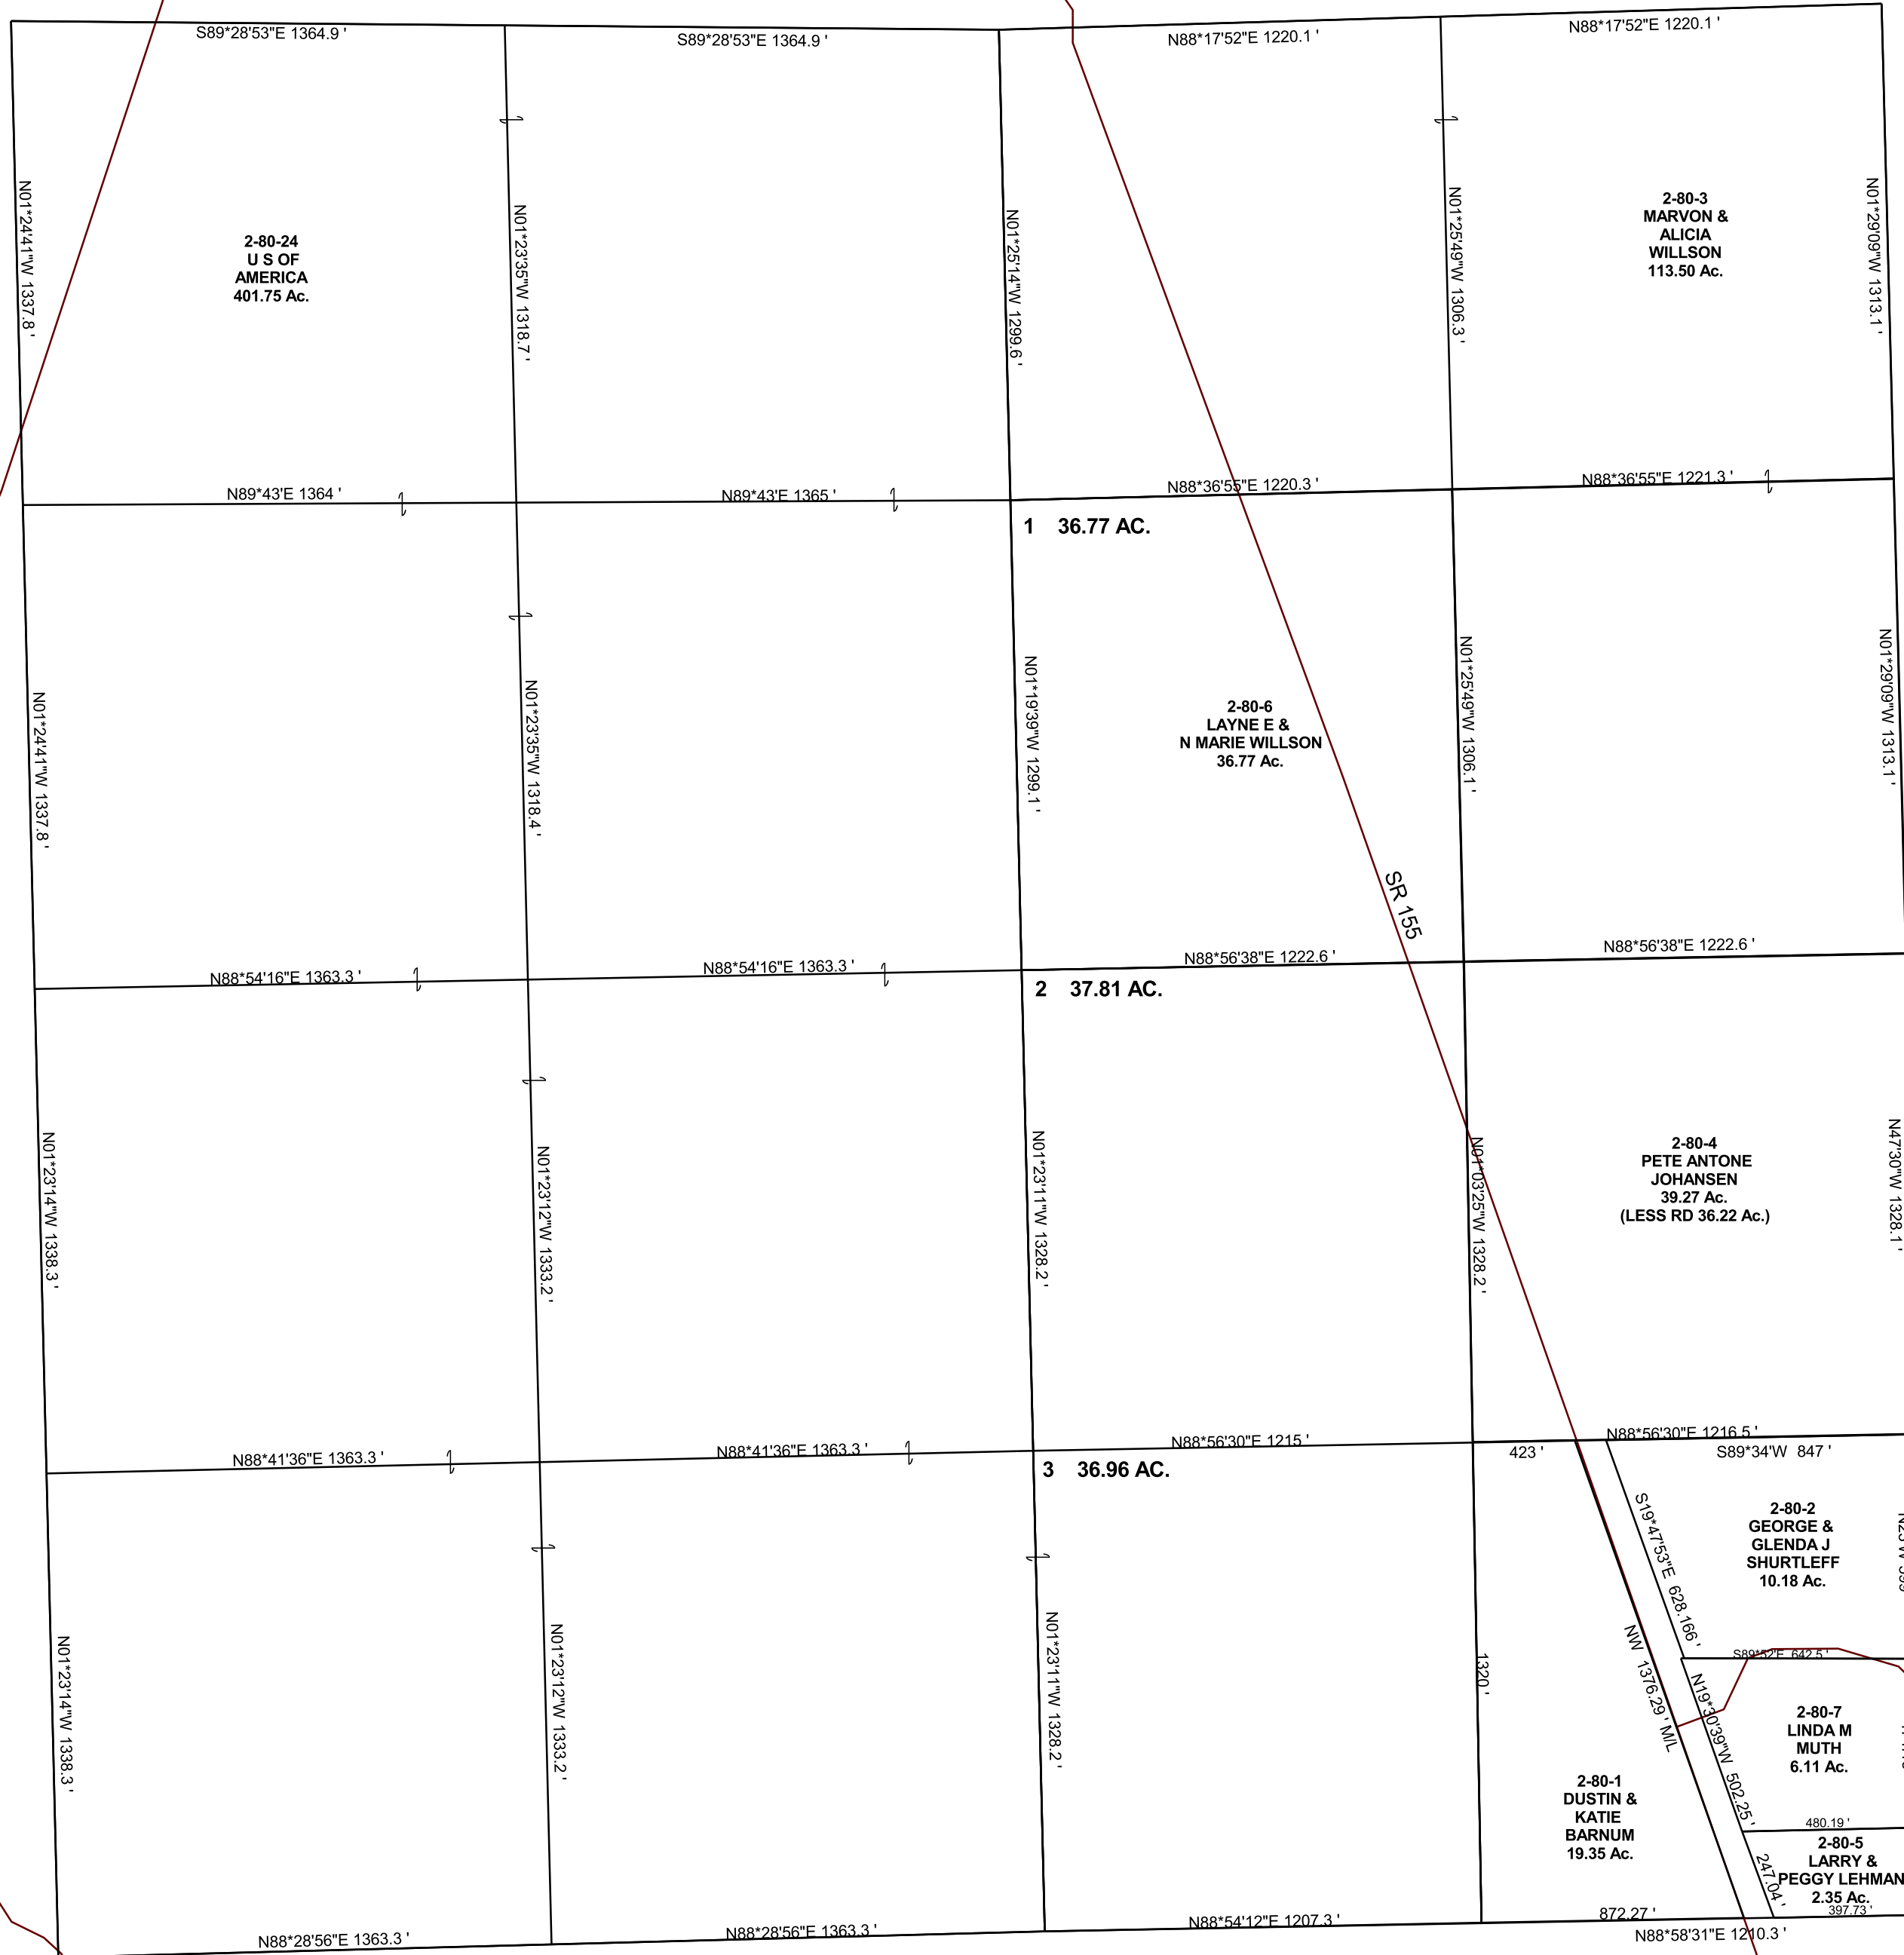 S89*28'53"E 1364.9 '
S89*28'53"E 1364.9 '
N88*17'52"E 1220.1 '
N88*17'52"E 1220.1 '
N01*24'41"W 1337.8 '
2-80-24
U S OF
AMERICA
401.75 Ac.
N01*23'35"W 1318.7 '
N01*25'14"W 1299.6 '
N01*25'49"W 1306.3 '
2-80-3
MARVON &
ALICIA
WILLSON
113.50 Ac.
N01*29'09"W 1313.1 '
N89*43'E 1364 '
N89*43'E 1365 '
N88*36'55"E 1220.3 '
N88*36'55"E 1221.3 '
1 36.77 AC.
N01*24'41"W 1337.8 '
N01*23'35"W 1318.4 '
N01*19'39"W 1299.1 '
2-80-6
LAYNE E &
N MARIE WILLSON
36.77 Ac.
N01*25'49"W 1306.1 '
N01*29'09"W 1313.1 '
SR 155
N88*54'16"E 1363.3 '
N88*54'16"E 1363.3 '
N88*56'38"E 1222.6 '
N88*56'38"E 1222.6 '
2 37.81 AC.
N01*23'14"W 1338.3 '
N01*23'12"W 1333.2 '
N01*23'11"W 1328.2 '
N01*03'25"W 1328.2 '
2-80-4
PETE ANTONE
JOHANSEN
39.27 Ac.
(LESS RD 36.22 Ac.)
N47'30"W 1328.1 '
N88*41'36"E 1363.3 '
N88*41'36"E 1363.3 '
N88*56'30"E 1215 '
N88*56'30"E 1216.5 '
423 '
S89*34'W 847 '
3 36.96 AC.
S19*47'53"E 628.166 '
2-80-2
GEORGE &
GLENDA J
SHURTLEFF
10.18 Ac.
N01*23'14"W 1338.3 '
N01*23'12"W 1333.2 '
N01*23'11"W 1328.2 '
1320 '
NW 1376.29 ' M/L
S89*52'E 642.5 '
N19*30'39"W 502.25 '
2-80-7
LINDA M
MUTH
6.11 Ac.
2-80-1
DUSTIN &
KATIE
BARNUM
19.35 Ac.
480.19 '
247.04 '
2-80-5
LARRY &
PEGGY LEHMAN
2.35 Ac.
397.73 '
872.27 '
N88*28'56"E 1363.3 '
N88*28'56"E 1363.3 '
N88*54'12"E 1207.3 '
N88*58'31"E 1210.3 '